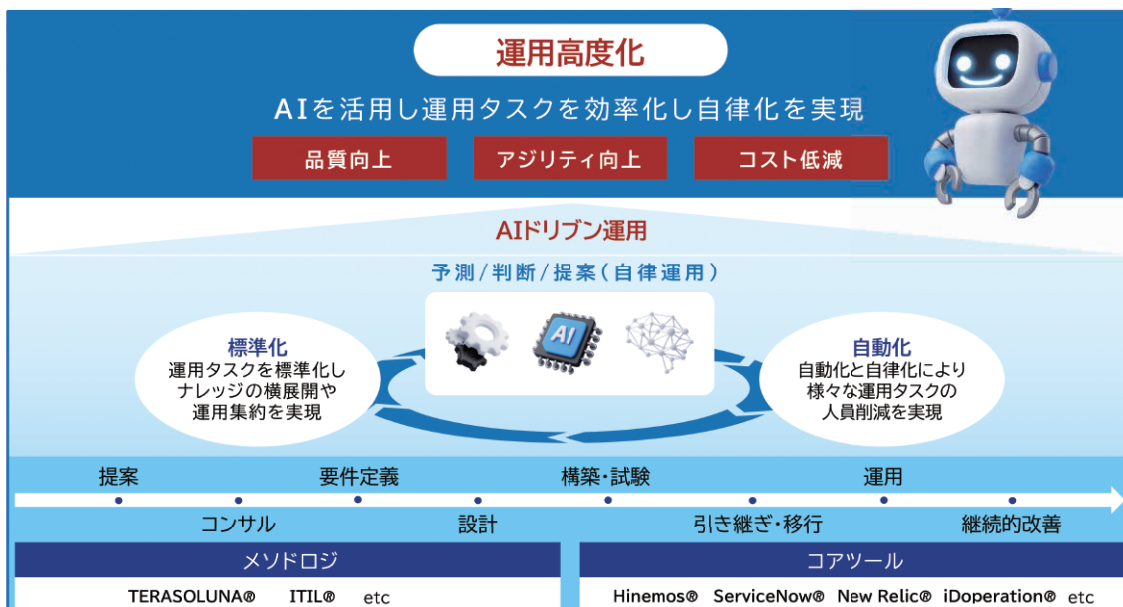 運用高度化
AIを活用し運用タスクを効率化し自律化を実現
品質向上 アジリティ向上 コスト低減
AIドリブン運用
予測/判断/提案(自律運用)
AI
標準化
運用タスクを標準化し
ナレッジの横展開や
運用集約を実現
自動化
自動化と自律化により
様々な運用タスクの
人員削減を実現
提案 要件定義 構築・試験 運用
コンサル 設計 引き継ぎ・移行 継続的改善
メソドロジ
TERASOLUNA® ITIL® etc
コアツール
Hinemos® ServiceNow® New Relic® iDoperation® etc